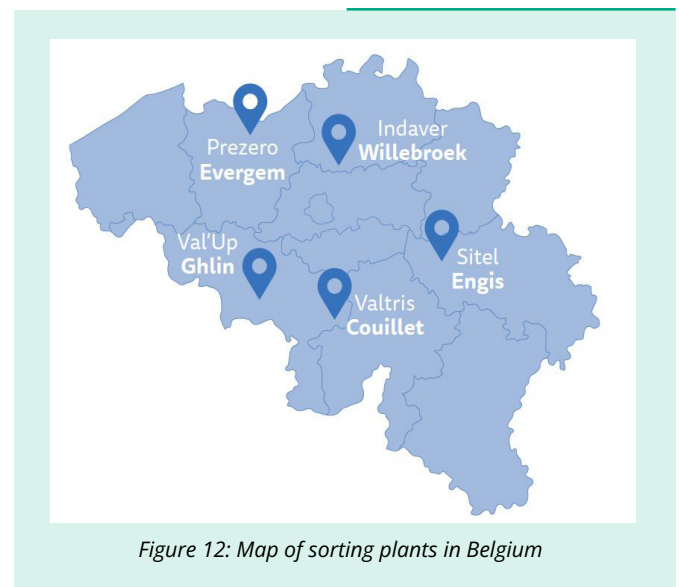 Prezero
Evergem
Indaver
Willebroek
Val'Up
Ghlin
Sitel
Engis
Valtris
Couillet
Figure 12: Map of sorting plants in Belgium